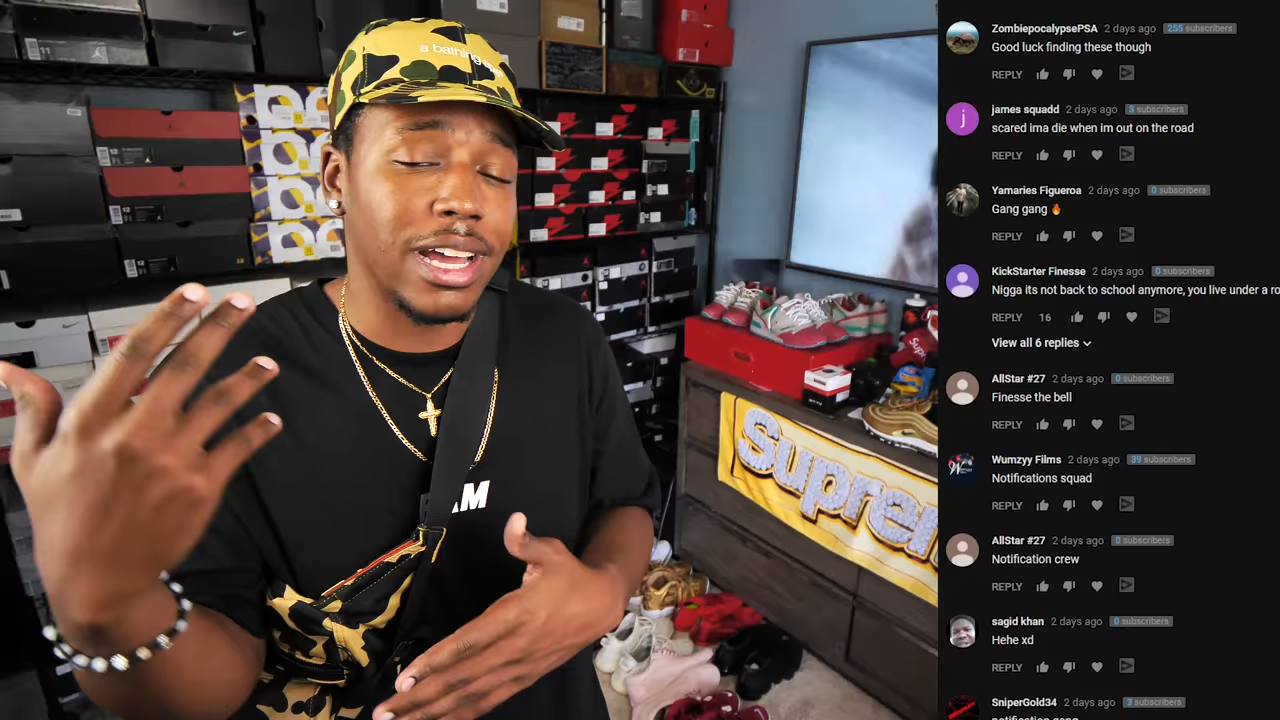 a bathing ape
AM
Supreme
ZombiepocalypsePSA 2 days ago 255 subscribers
Good luck finding these though
REPLY
j
james squadd 2 days ago 3 subscribers
scared ima die when im out on the road
REPLY
Yamaries Figueroa 2 days ago 0 subscribers
Gang gang 🔥
REPLY
KickStarter Finesse 2 days ago 0 subscribers
Nigga its not back to school anymore, you live under a ro
REPLY 16
View all 6 replies
AllStar #27 2 days ago 0 subscribers
Finesse the bell
REPLY
Wumzyy Films 2 days ago 39 subscribers
Notifications squad
REPLY
AllStar #27 2 days ago 0 subscribers
Notification crew
REPLY
sagid khan 2 days ago 0 subscribers
Hehe xd
REPLY
SniperGold34 2 days ago 3 subscribers
notification gang